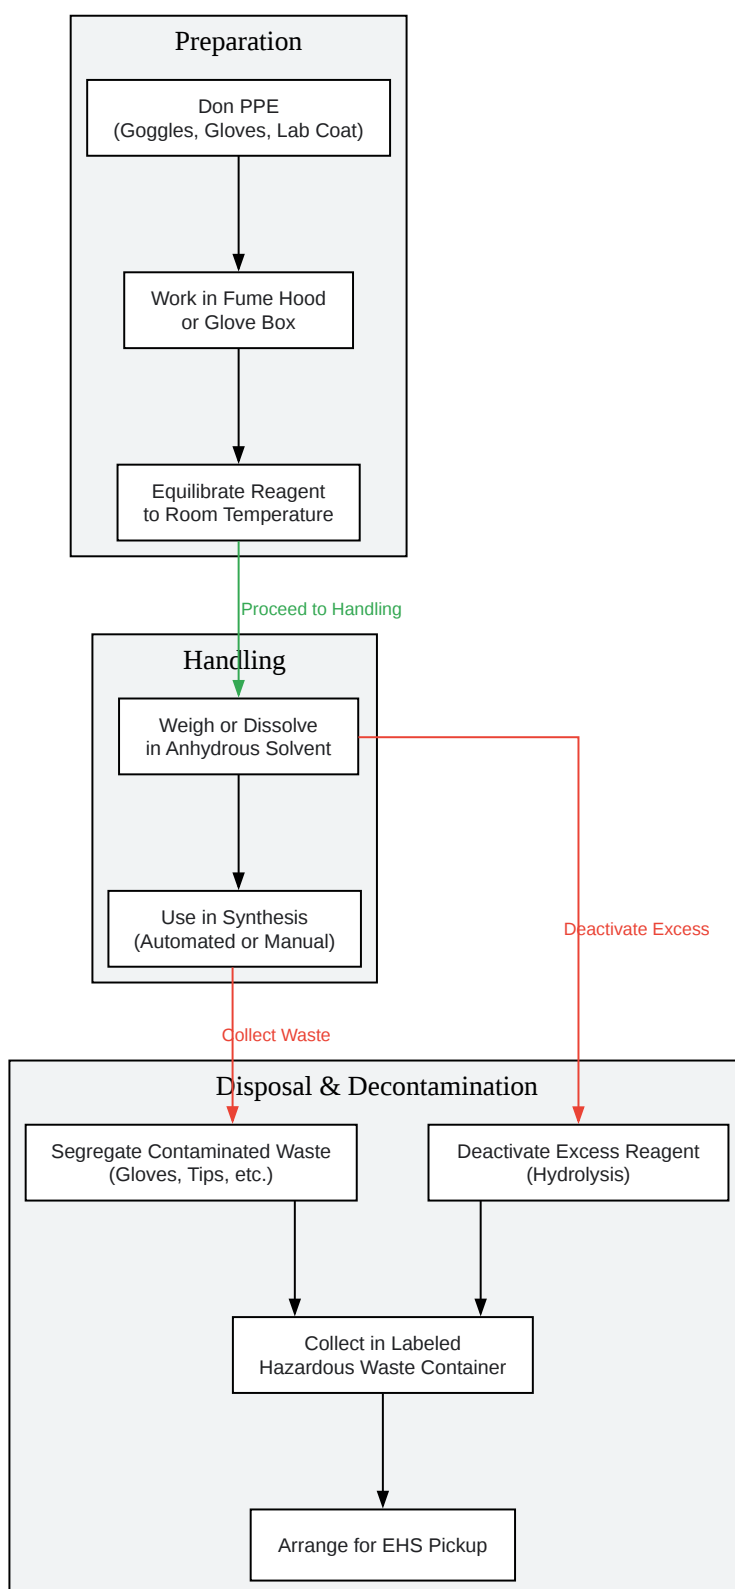 Preparation
Don PPE
(Goggles, Gloves, Lab Coat)
Work in Fume Hood
or Glove Box
Equilibrate Reagent
to Room Temperature
Proceed to Handling
Handling
Weigh or Dissolve
in Anhydrous Solvent
Use in Synthesis
(Automated or Manual)
Deactivate Excess
Collect Waste
Disposal & Decontamination
Segregate Contaminated Waste
(Gloves, Tips, etc.)
Deactivate Excess Reagent
(Hydrolysis)
Collect in Labeled
Hazardous Waste Container
Arrange for EHS Pickup